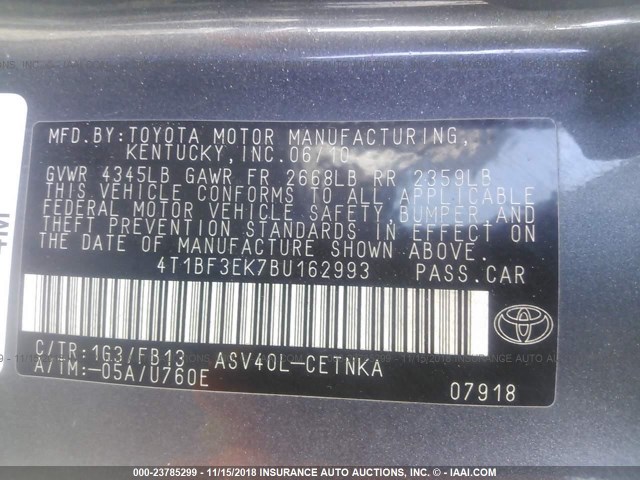 MFD.BY:TOYOTA MOTOR MANUFACTURING,
KENTUCKY, INC. 06/10
GVWR 4345LB GAWR FR 2668LB RR 2359LB
THIS VEHICLE CONFORMS TO ALL APPLICABLE
FEDERAL MOTOR VEHICLE SAFETY, BUMPER AND
THEFT PREVENTION STANDARDS IN EFFECT ON
THE DATE OF MANUFACTURE SHOWN ABOVE.
4T1BF3EK7BU162993 PASS.CAR
C/TR:1G3/FB13 ASV40L-CETNKA
A/TM:-05A/U760E
07918
000-23785299 - 11/15/2018 INSURANCE AUTO AUCTIONS, INC. (C) - IAAI.COM